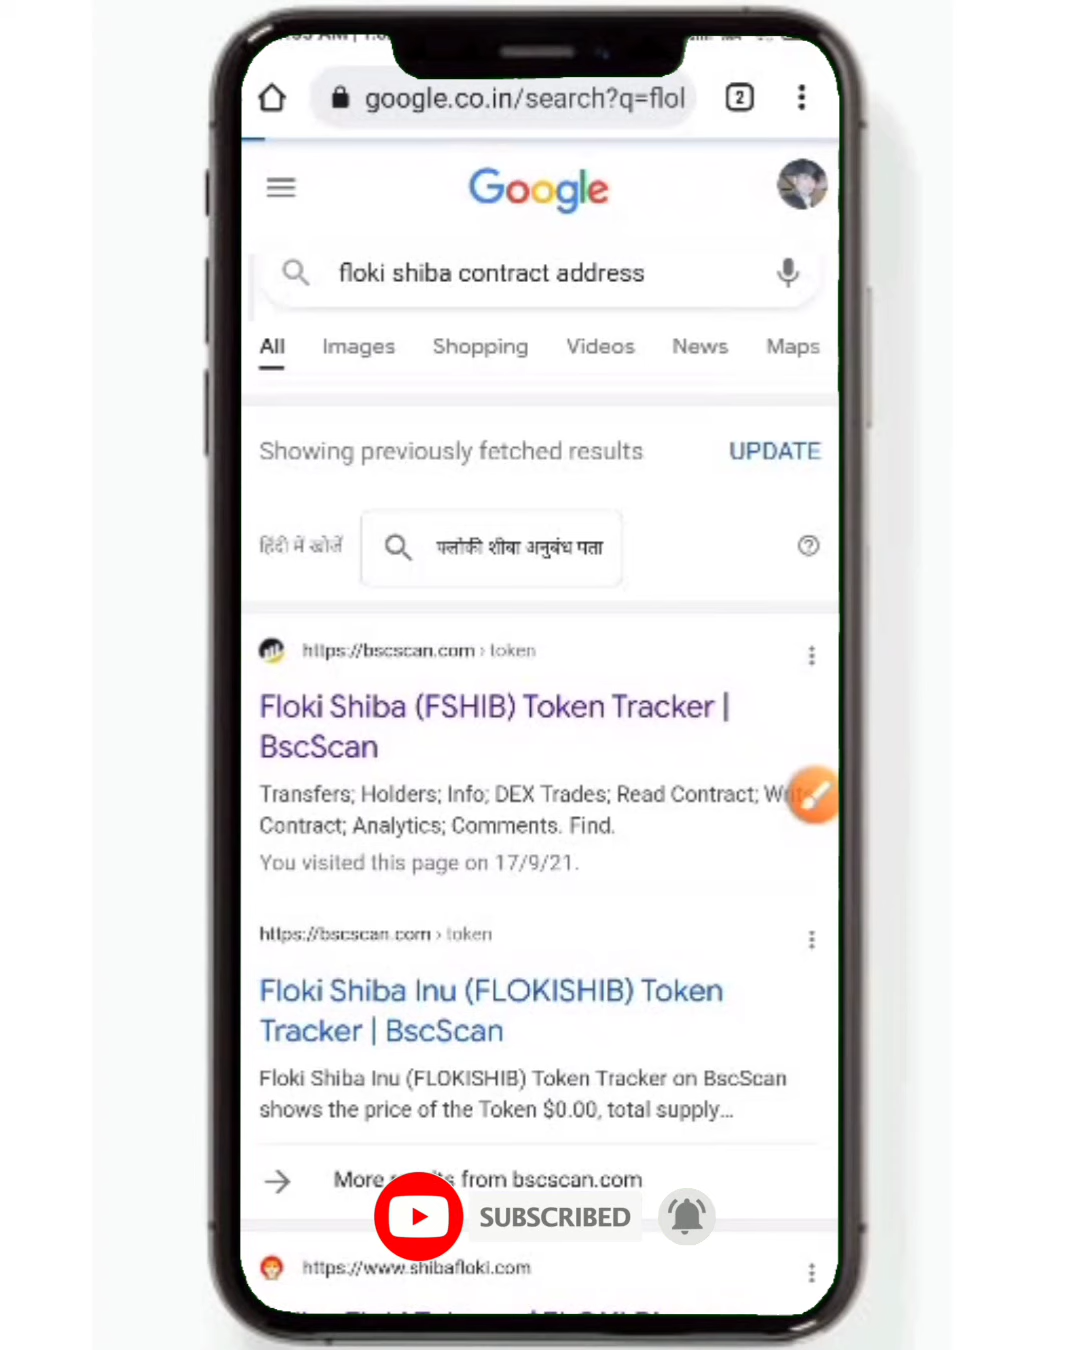 google.co.in/search?q=flol
2
Google
floki shiba contract address
All Images Shopping Videos News Maps
Showing previously fetched results UPDATE
हिंदी में खोजें फ्लोकी शीबा अनुबंध पता
https://bscscan.com › token
Floki Shiba (FSHIB) Token Tracker |
BscScan
Transfers; Holders; Info; DEX Trades; Read Contract; Write
Contract; Analytics; Comments. Find.
You visited this page on 17/9/21.
https://bscscan.com › token
Floki Shiba Inu (FLOKISHIB) Token
Tracker | BscScan
Floki Shiba Inu (FLOKISHIB) Token Tracker on BscScan
shows the price of the Token $0.00, total supply...
More results from bscscan.com
SUBSCRIBED
https://www.shibafloki.com